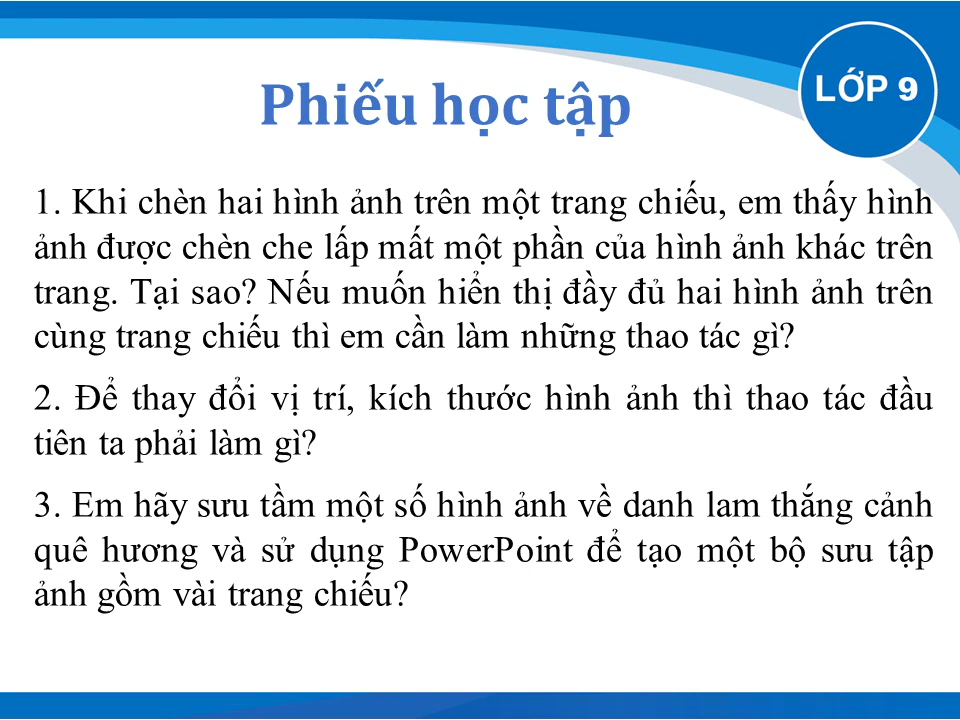 LỚP 9
Phiếu học tập
1. Khi chèn hai hình ảnh trên một trang chiếu, em thấy hình
ảnh được chèn che lấp mất một phần của hình ảnh khác trên
trang. Tại sao? Nếu muốn hiển thị đầy đủ hai hình ảnh trên
cùng trang chiếu thì em cần làm những thao tác gì?
2. Để thay đổi vị trí, kích thước hình ảnh thì thao tác đầu
tiên ta phải làm gì?
3. Em hãy sưu tầm một số hình ảnh về danh lam thắng cảnh
quê hương và sử dụng PowerPoint để tạo một bộ sưu tập
ảnh gồm vài trang chiếu?